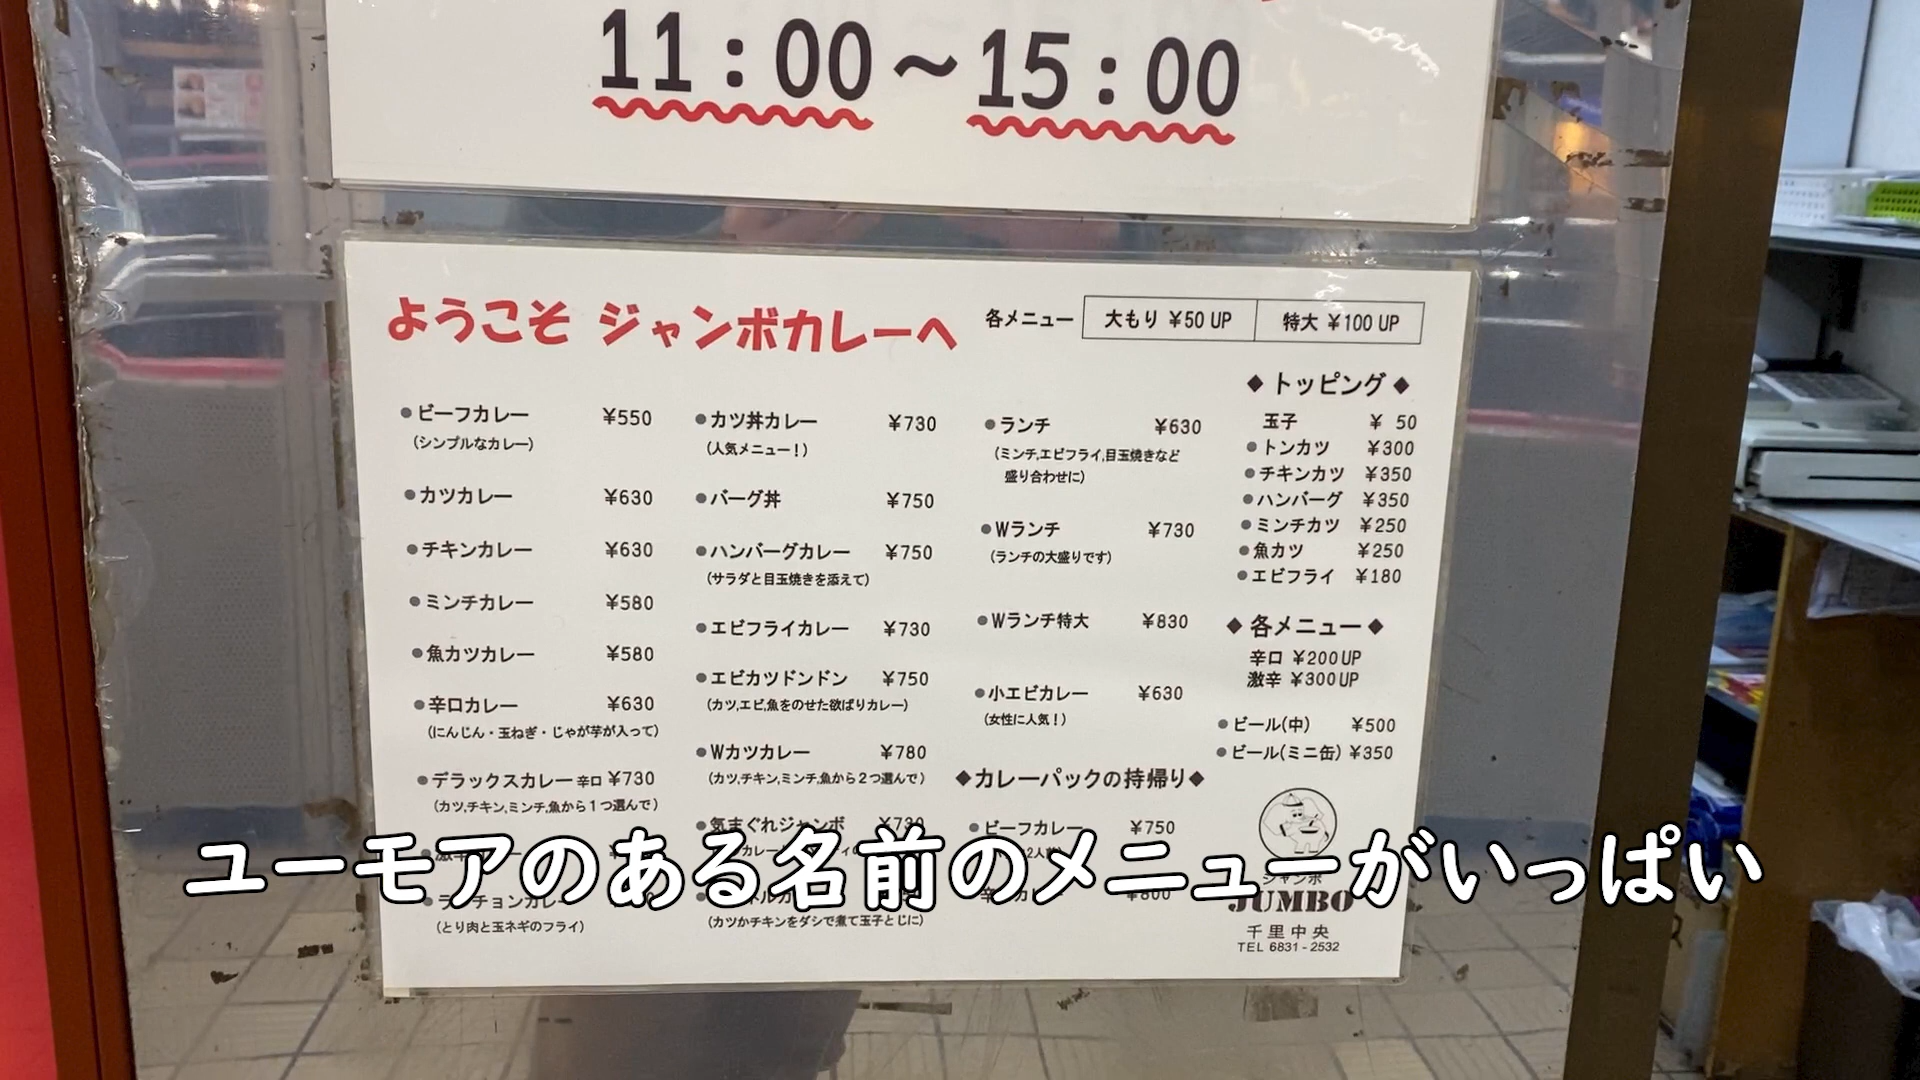 11:00～15:00
ようこそ ジャンボカレーへ
各メニュー 大もり ¥50 UP 特大 ¥100 UP
●ビーフカレー ¥550
(シンプルなカレー)
●カツカレー ¥630
●チキンカレー ¥630
●ミンチカレー ¥580
●魚カツカレー ¥580
●辛口カレー ¥630
(にんじん・玉ねぎ・じゃが芋が入って)
●デラックスカレー辛口 ¥730
(カツ,チキン,ミンチ,魚から1つ選んで)
(とり肉と玉ネギのフライ)
●カツ丼カレー ¥730
(人気メニュー!)
●バーグ丼 ¥750
●ハンバーグカレー ¥750
(サラダと目玉焼きを添えて)
●エビフライカレー ¥730
●エビカツドンドン ¥750
(カツ,エビ,魚をのせた欲ばりカレー)
●Wカツカレー ¥780
(カツ,チキン,ミンチ,魚から2つ選んで)
●気まぐれジャンボ ¥730
(カツかチキンをダシで煮て玉子とじに)
●ランチ ¥630
(ミンチ,エビフライ,目玉焼きなど
盛り合わせに)
●Wランチ ¥730
(ランチの大盛りです)
●Wランチ特大 ¥830
●小エビカレー ¥630
(女性に人気!)
◆カレーパックの持帰り◆
●ビーフカレー ¥750
◆トッピング◆
玉子 ¥ 50
●トンカツ ¥300
●チキンカツ ¥350
●ハンバーグ ¥350
●ミンチカツ ¥250
●魚カツ ¥250
●エビフライ ¥180
◆各メニュー◆
辛口 ¥200UP
激辛 ¥300UP
●ビール(中) ¥500
●ビール(ミニ缶) ¥350
ジャンボ
JUMBO
千里中央
TEL 6831-2532
ユーモアのある名前のメニューがいっぱい